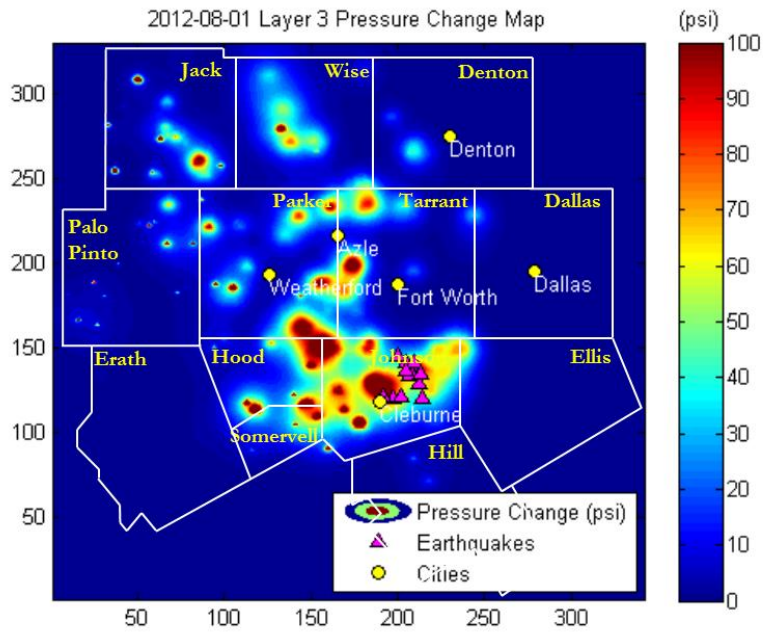 2012-08-01 Layer 3 Pressure Change Map
(psi)
Jack
Wise
Denton
Denton
Palo
Pinto
Parker
Tarrant
Dallas
Azle
Weatherford
Fort Worth
Dallas
Erath
Hood
Johnson
Ellis
Cleburne
Somervell
Hill
Pressure Change (psi)
Earthquakes
Cities
300
250
200
150
100
50
50
100
150
200
250
300
100
90
80
70
60
50
40
30
20
10
0